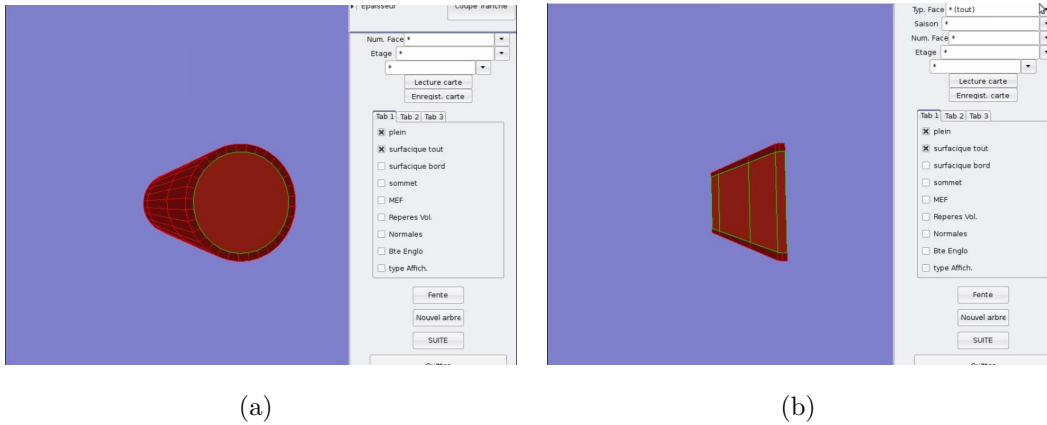 Epaisseur
Coupe Tranche
Num. Face *
Etage *
*
Lecture carte
Enregist. carte
Tab 1 Tab 2 Tab 3
plein
surfacique tout
surfacique bord
sommet
MEF
Reperes Vol.
Normales
Bte Englo
type Affich.
Fente
Nouvel arbre
SUITE
(a)
Typ. Face * (tout)
Saison *
Num. Face *
Etage *
*
Lecture carte
Enregist. carte
Tab 1 Tab 2 Tab 3
plein
surfacique tout
surfacique bord
sommet
MEF
Reperes Vol.
Normales
Bte Englo
type Affich.
Fente
Nouvel arbre
SUITE
(b)